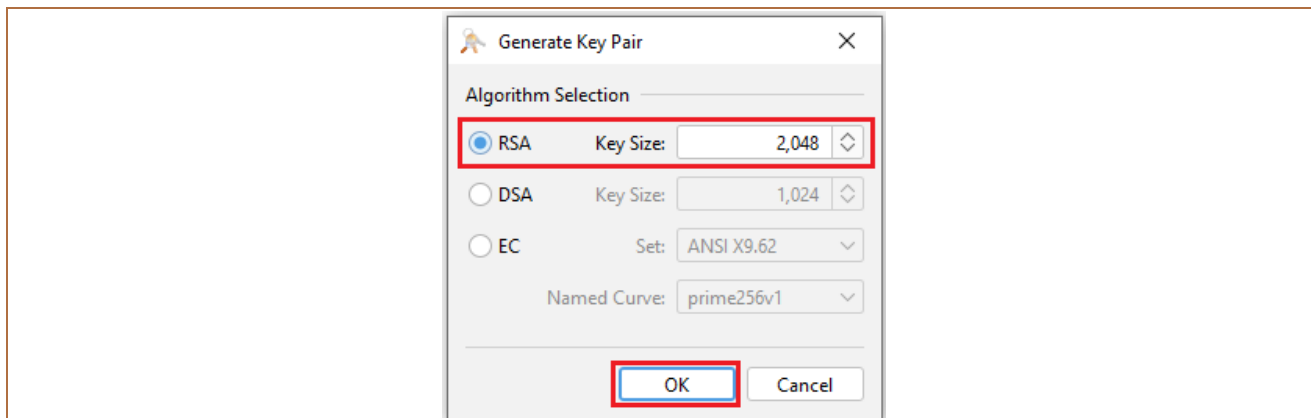 Generate Key Pair
Algorithm Selection
RSA Key Size: 2,048
DSA Key Size: 1,024
EC Set: ANSI X9.62
Named Curve: prime256v1
OK Cancel